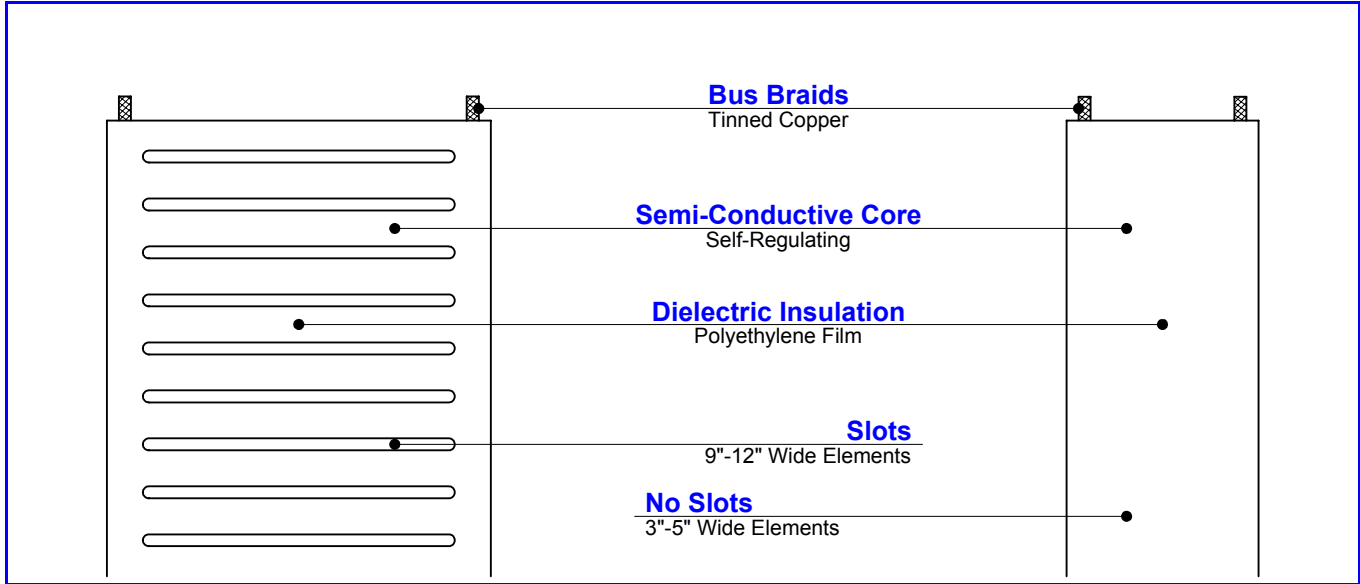 Bus Braids
Tinned Copper
Semi-Conductive Core
Self-Regulating
Dielectric Insulation
Polyethylene Film
Slots
9"-12" Wide Elements
No Slots
3"-5" Wide Elements